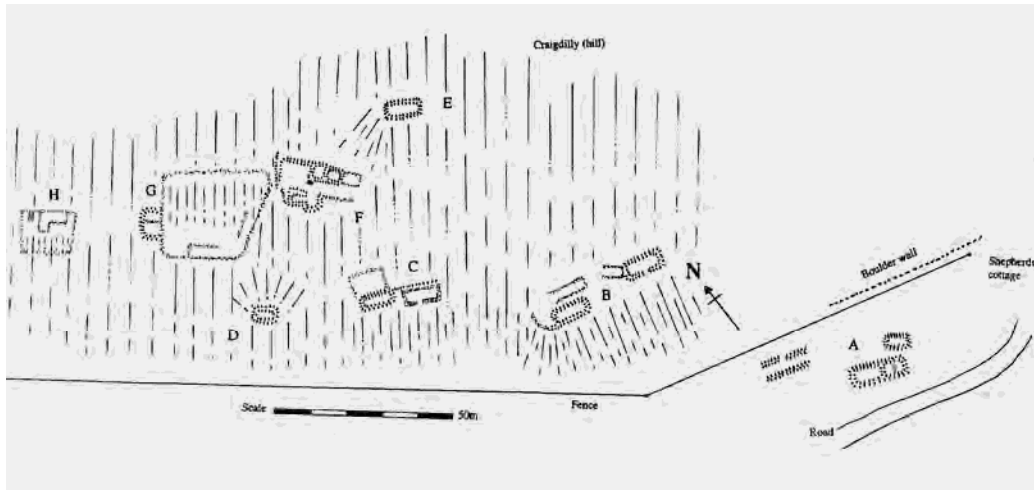 Craigdilly (hill)
E
H
G
F
C
N
B
D
Boulder wall
Shepherds
cottage
A
Scale
50m
Fence
Road